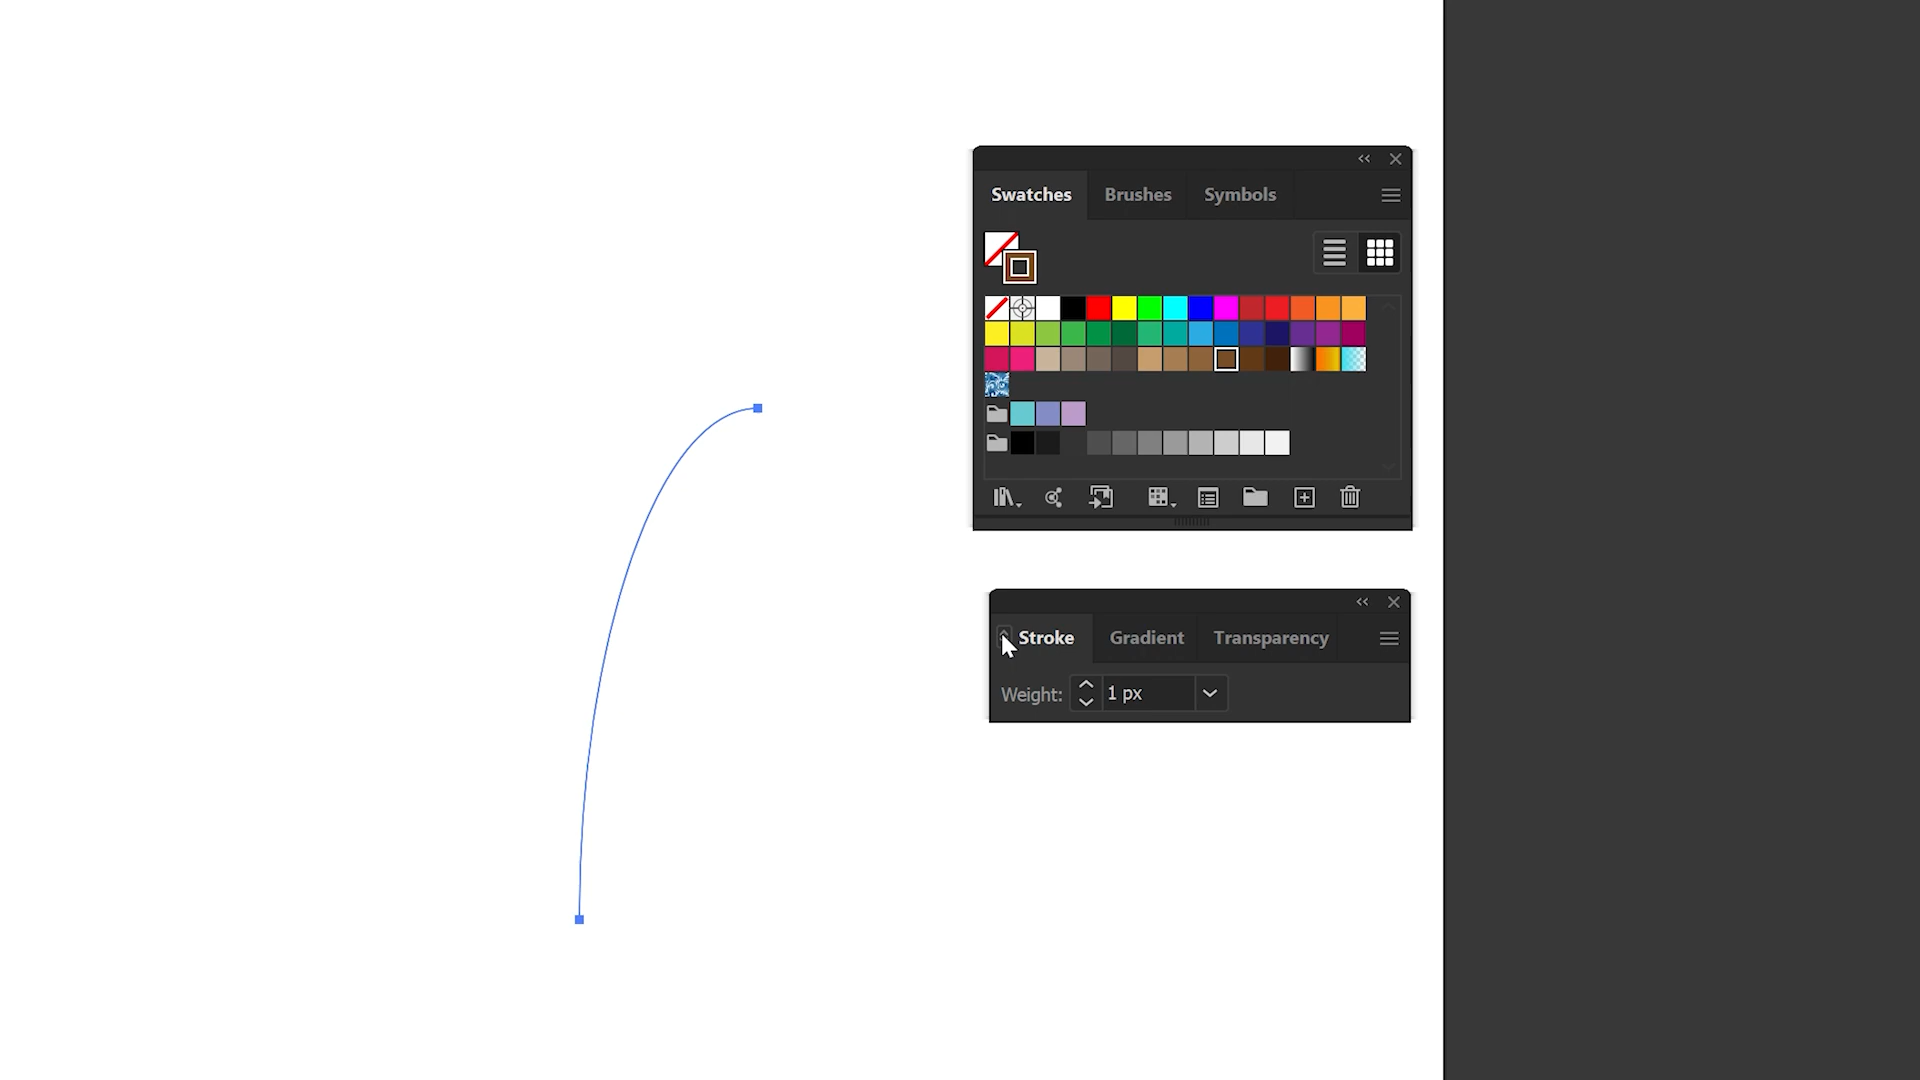 Swatches Brushes Symbols
Stroke Gradient Transparency
Weight: 1 px